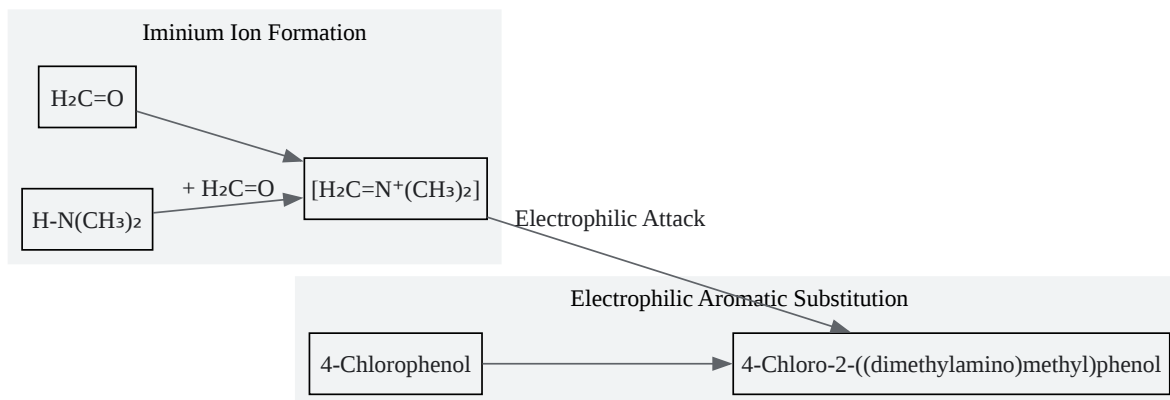 Iminium Ion Formation
H₂C=O
+ H₂C=O
[H₂C=N⁺(CH₃)₂]
H-N(CH₃)₂
Electrophilic Attack
Electrophilic Aromatic Substitution
4-Chlorophenol
4-Chloro-2-((dimethylamino)methyl)phenol